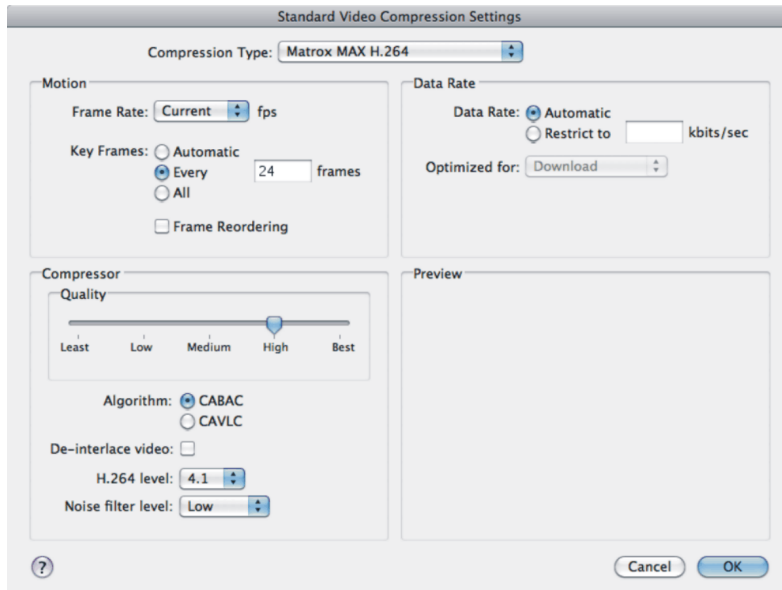 Standard Video Compression Settings
Compression Type: Matrox MAX H.264
Motion
Frame Rate: Current fps
Key Frames: Automatic
Every 24 frames
All
Frame Reordering
Data Rate
Data Rate: Automatic
Restrict to kbits/sec
Optimized for: Download
Compressor
Quality
Least Low Medium High Best
Algorithm: CABAC
CAVLC
De-interlace video:
H.264 level: 4.1
Noise filter level: Low
Preview
? Cancel OK